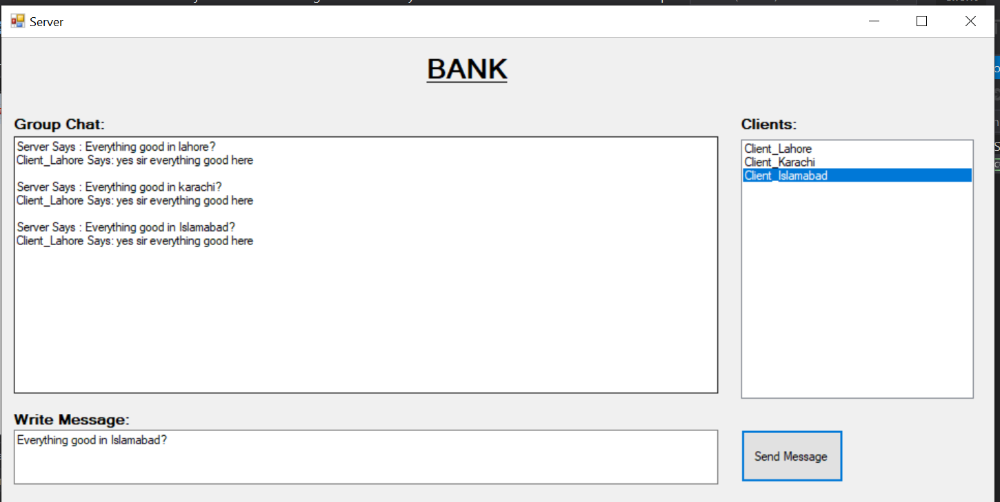 Server
BANK
Group Chat:
Server Says : Everything good in lahore?
Client_Lahore Says: yes sir everything good here
Server Says : Everything good in karachi?
Client_Lahore Says: yes sir everything good here
Server Says : Everything good in Islamabad?
Client_Lahore Says: yes sir everything good here
Clients:
Client_Lahore
Client_Karachi
Client_Islamabad
Write Message:
Everything good in Islamabad?
Send Message